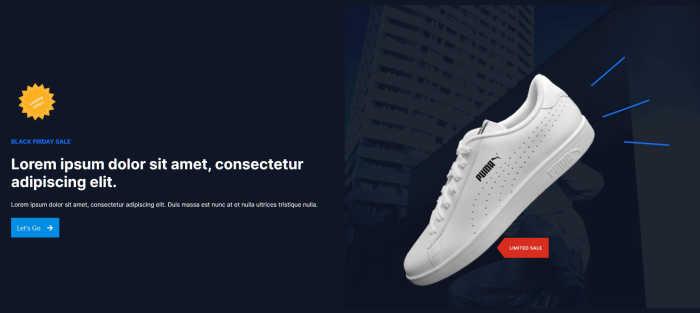 BLACK FIRDAY SALE
Lorem ipsum dolor sit amet, consectetur
adipiscing elit.
Lorem ipsum dolor sit amet, consectetur adipiscing elit. Duis massa est nunc at et nulla ultrices tristique nulla.
Let's Go
PUMA
LIMITED SALE